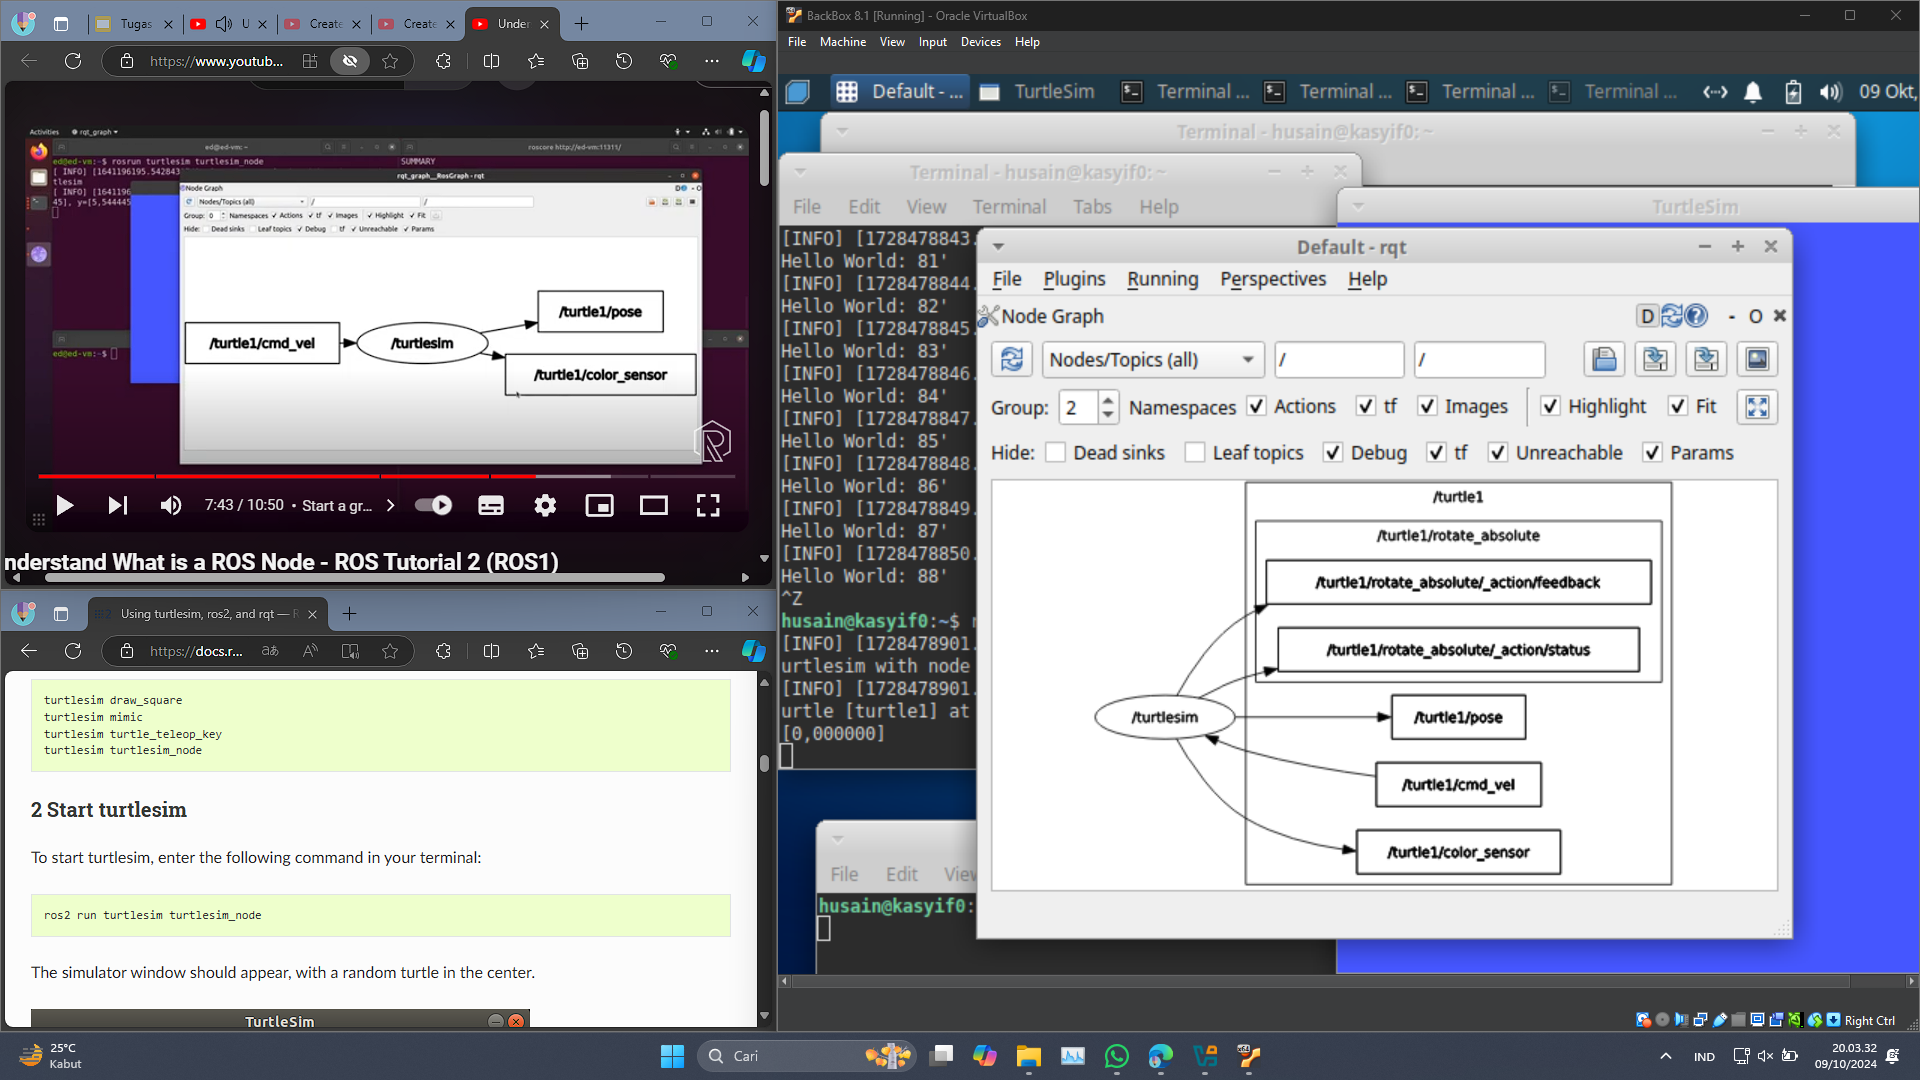 Tugas
U
Create
Create
Under
https://www.youtub...
Activities
rqt_graph
ed@ed-vm: ~
roscore http://ed-vm:11311/
ed@ed-vm:~$ rosrun turtlesim turtlesim_node
SUMMARY
[ INFO] [1641196195.542843
tlesim
[ INFO] [1641196
45], y=[5,544445
ed@ed-vm:~$
rqt_graph__RosGraph - rqt
Node Graph
Nodes/Topics (all)
/
/
Group: 0 Namespaces Actions tf Images Highlight Fit
Hide: Dead sinks Leaf topics Debug tf Unreachable Params
/turtle1/pose
/turtle1/cmd_vel
/turtlesim
/turtle1/color_sensor
7:43 / 10:50 • Start a gr...
nderstand What is a ROS Node - ROS Tutorial 2 (ROS1)
Using turtlesim, ros2, and rqt — R
https://docs.r...
turtlesim draw_square
turtlesim mimic
turtlesim turtle_teleop_key
turtlesim turtlesim_node
2 Start turtlesim
To start turtlesim, enter the following command in your terminal:
ros2 run turtlesim turtlesim_node
The simulator window should appear, with a random turtle in the center.
TurtleSim
BackBox 8.1 [Running] - Oracle VirtualBox
File Machine View Input Devices Help
Default - ...
TurtleSim
Terminal ...
Terminal ...
Terminal ...
Terminal ...
09 Okt,
Terminal - husain@kasyif0: ~
Terminal - husain@kasyif0: ~
File Edit View Terminal Tabs Help
[INFO] [1728478843.
Hello World: 81'
[INFO] [1728478844.
Hello World: 82'
[INFO] [1728478845.
Hello World: 83'
[INFO] [1728478846.
Hello World: 84'
[INFO] [1728478847.
Hello World: 85'
[INFO] [1728478848.
Hello World: 86'
[INFO] [1728478849.
Hello World: 87'
[INFO] [1728478850.
Hello World: 88'
^Z
husain@kasyif0:~$ r
[INFO] [1728478901.
urtlesim with node
[INFO] [1728478901.
urtle [turtle1] at
[0,000000]
TurtleSim
Default - rqt
File Plugins Running Perspectives Help
Node Graph
D
- O
Nodes/Topics (all)
/
/
Group: 2 Namespaces Actions tf Images Highlight Fit
Hide: Dead sinks Leaf topics Debug tf Unreachable Params
/turtle1
/turtle1/rotate_absolute
/turtle1/rotate_absolute/_action/feedback
/turtle1/rotate_absolute/_action/status
/turtlesim
/turtle1/pose
/turtle1/cmd_vel
/turtle1/color_sensor
File Edit View
husain@kasyif0:
Right Ctrl
25°C
Kabut
Cari
IND
20.03.32
09/10/2024